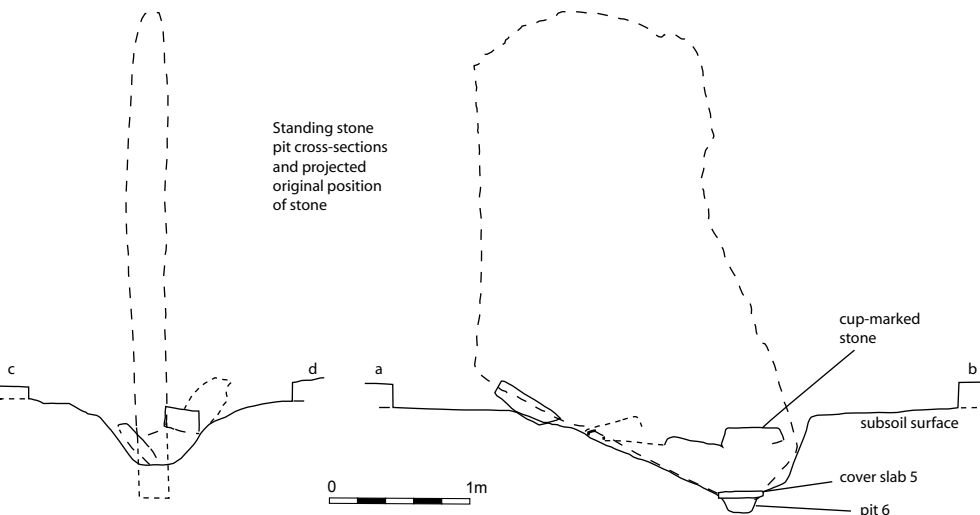 Standing stone
pit cross-sections
and projected
original position
of stone
cup-marked
stone
c
d
a
b
subsoil surface
cover slab 5
0
1m
pit 6